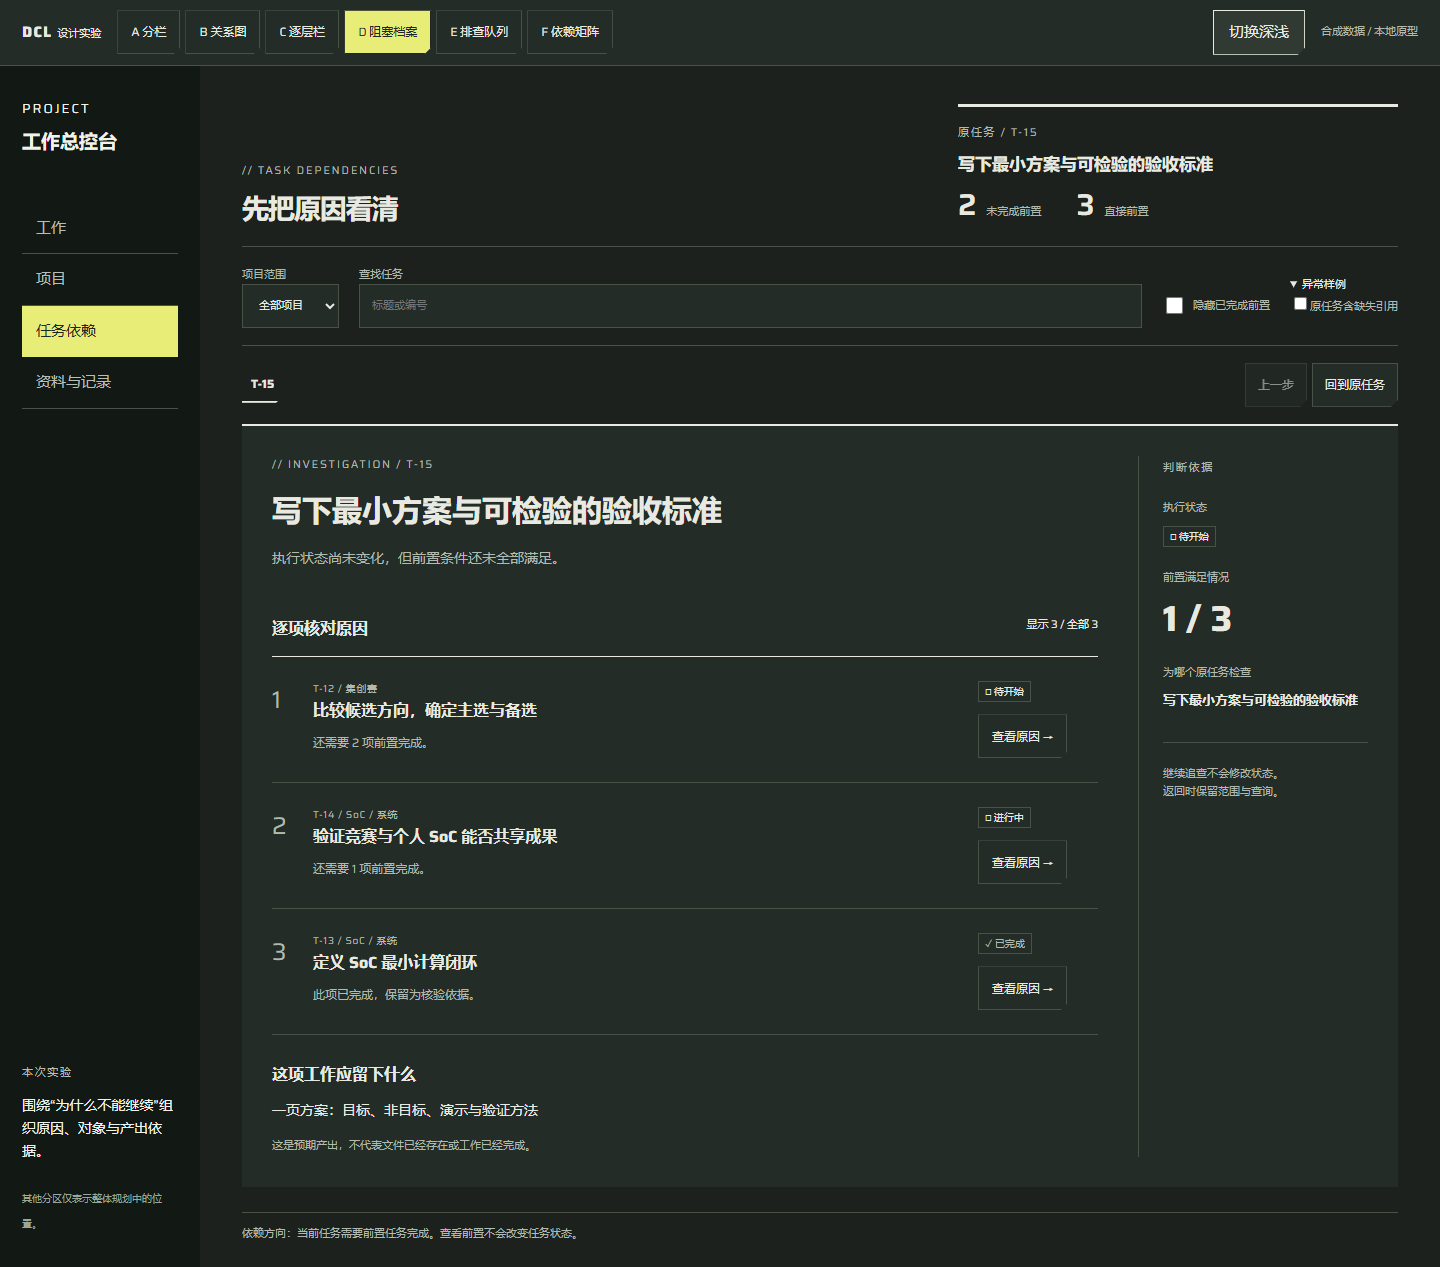 DCL 设计实验
A 分栏
B 关系图
C 逐层栏
D 阻塞档案
E 排查队列
F 依赖矩阵
切换深浅
合成数据 / 本地原型
PROJECT
工作总控台
工作
项目
任务依赖
资料与记录
本次实验
围绕“为什么不能继续”组
织原因、对象与产出依
据。
其他分区仅表示整体规划中的位
置。
// TASK DEPENDENCIES
先把原因看清
原任务 / T-15
写下最小方案与可检验的验收标准
2 未完成前置
3 直接前置
项目范围
全部项目
查找任务
标题或编号
隐藏已完成前置
▼ 异常样例
原任务含缺失引用
T-15
上一步
回到原任务
// INVESTIGATION / T-15
写下最小方案与可检验的验收标准
执行状态尚未变化，但前置条件还未全部满足。
逐项核对原因
显示 3 / 全部 3
1
T-12 / 集创赛
比较候选方向，确定主选与备选
还需要 2 项前置完成。
待开始
查看原因 →
2
T-14 / SoC / 系统
验证竞赛与个人 SoC 能否共享成果
还需要 1 项前置完成。
进行中
查看原因 →
3
T-13 / SoC / 系统
定义 SoC 最小计算闭环
此项已完成，保留为核验依据。
✓ 已完成
查看原因 →
这项工作应留下什么
一页方案：目标、非目标、演示与验证方法
这是预期产出，不代表文件已经存在或工作已经完成。
判断依据
执行状态
待开始
前置满足情况
1 / 3
为哪个原任务检查
写下最小方案与可检验的验收标准
继续追查不会修改状态。
返回时保留范围与查询。
依赖方向：当前任务需要前置任务完成。查看前置不会改变任务状态。